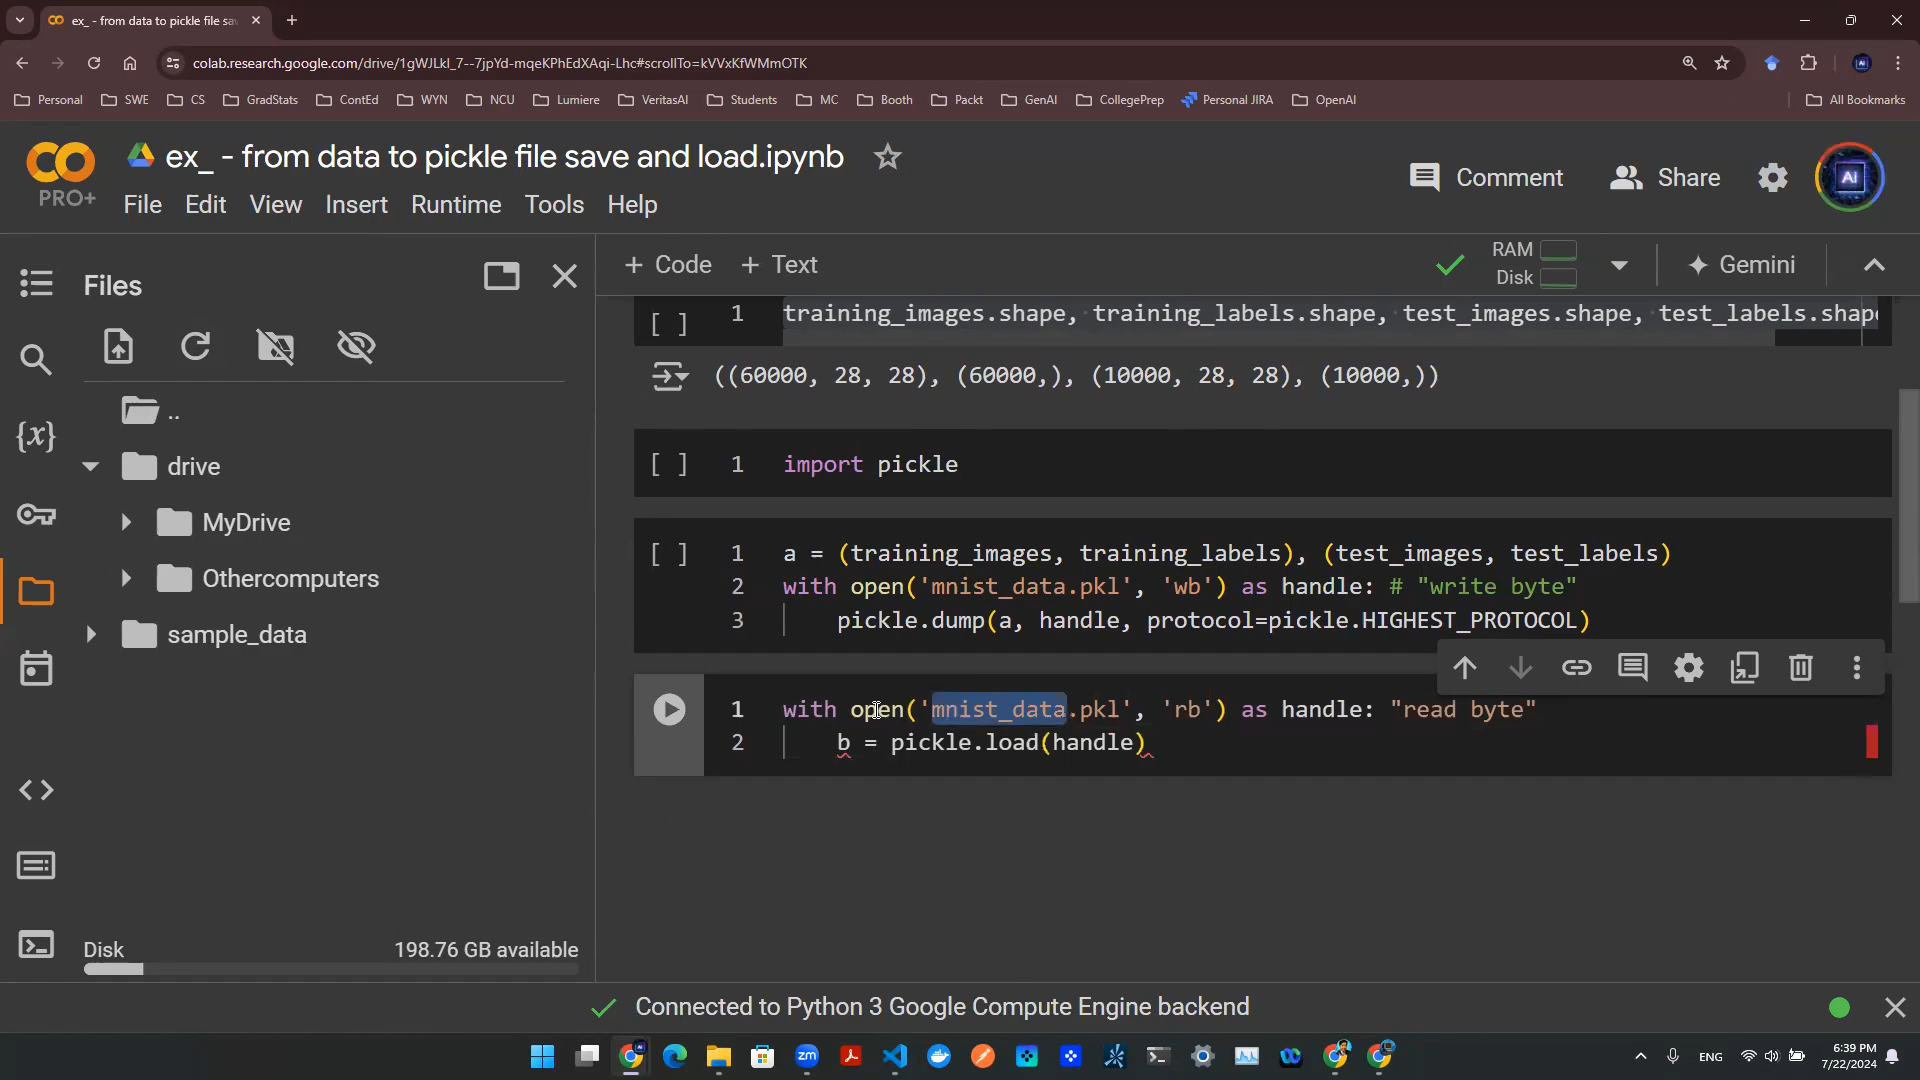 ex_ - from data to pickle file sa
colab.research.google.com/drive/1gWJLkI_7--7jpYd-mqeKPhEdXAqi-Lhc#scrollTo=kVVxKfWMmOTK
Personal SWE CS GradStats ContEd WYN NCU Lumiere VeritasAI Students MC Booth Packt GenAI CollegePrep Personal JIRA OpenAI All Bookmarks
ex_ - from data to pickle file save and load.ipynb
PRO+
File Edit View Insert Runtime Tools Help
Comment Share AI
Files
+ Code + Text
RAM
Disk
Gemini
[ ] 1 training_images.shape, training_labels.shape, test_images.shape, test_labels.shape
((60000, 28, 28), (60000,), (10000, 28, 28), (10000,))
..
drive
MyDrive
Othercomputers
sample_data
[ ] 1 import pickle
[ ] 1 a = (training_images, training_labels), (test_images, test_labels)
2 with open('mnist_data.pkl', 'wb') as handle: # "write byte"
3 pickle.dump(a, handle, protocol=pickle.HIGHEST_PROTOCOL)
1 with open('mnist_data.pkl', 'rb') as handle: "read byte"
2 b = pickle.load(handle)
{x}
Disk 198.76 GB available
Connected to Python 3 Google Compute Engine backend
ENG
6:39 PM
7/22/2024